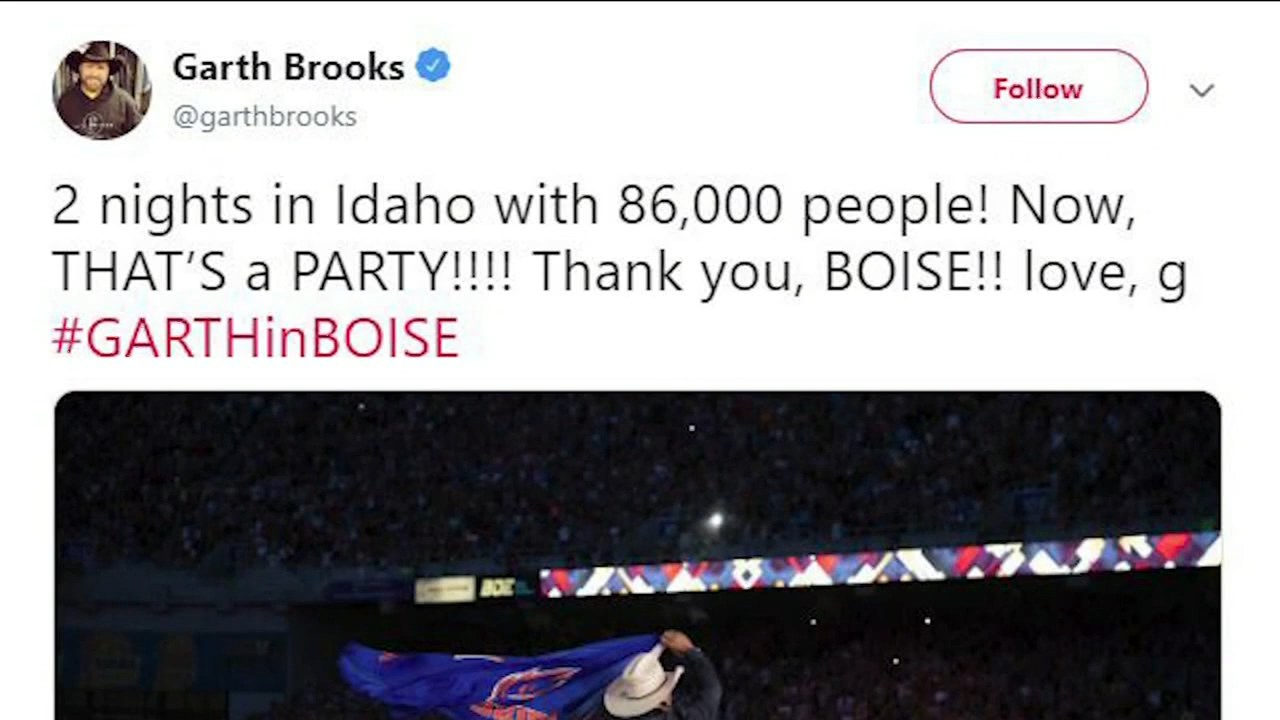 Garth Brooks
@garthbrooks
Follow
2 nights in Idaho with 86,000 people! Now,
THAT'S a PARTY!!!! Thank you, BOISE!! love, g
#GARTHinBOISE